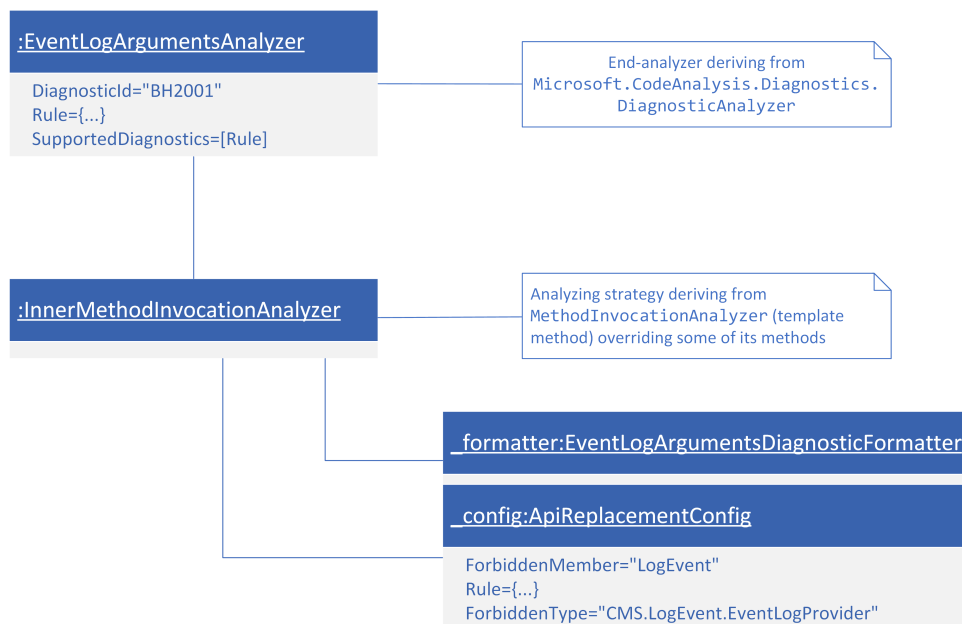 :EventLogArgumentsAnalyzer
DiagnosticId="BH2001"
Rule={...}
SupportedDiagnostics=[Rule]
End-analyzer deriving from
Microsoft.CodeAnalysis.Diagnostics.
DiagnosticAnalyzer
:InnerMethodInvocationAnalyzer
Analyzing strategy deriving from
MethodInvocationAnalyzer (template
method) overriding some of its methods
_formatter:EventLogArgumentsDiagnosticFormatter
_config:ApiReplacementConfig
ForbiddenMember="LogEvent"
Rule={...}
ForbiddenType="CMS.LogEvent.EventLogProvider"